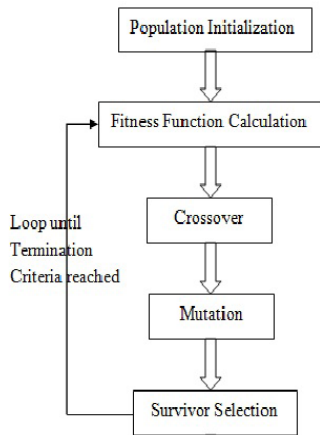 Population Initialization
Fitness Function Calculation
Crossover
Loop until
Termination
Criteria reached
Mutation
Survivor Selection